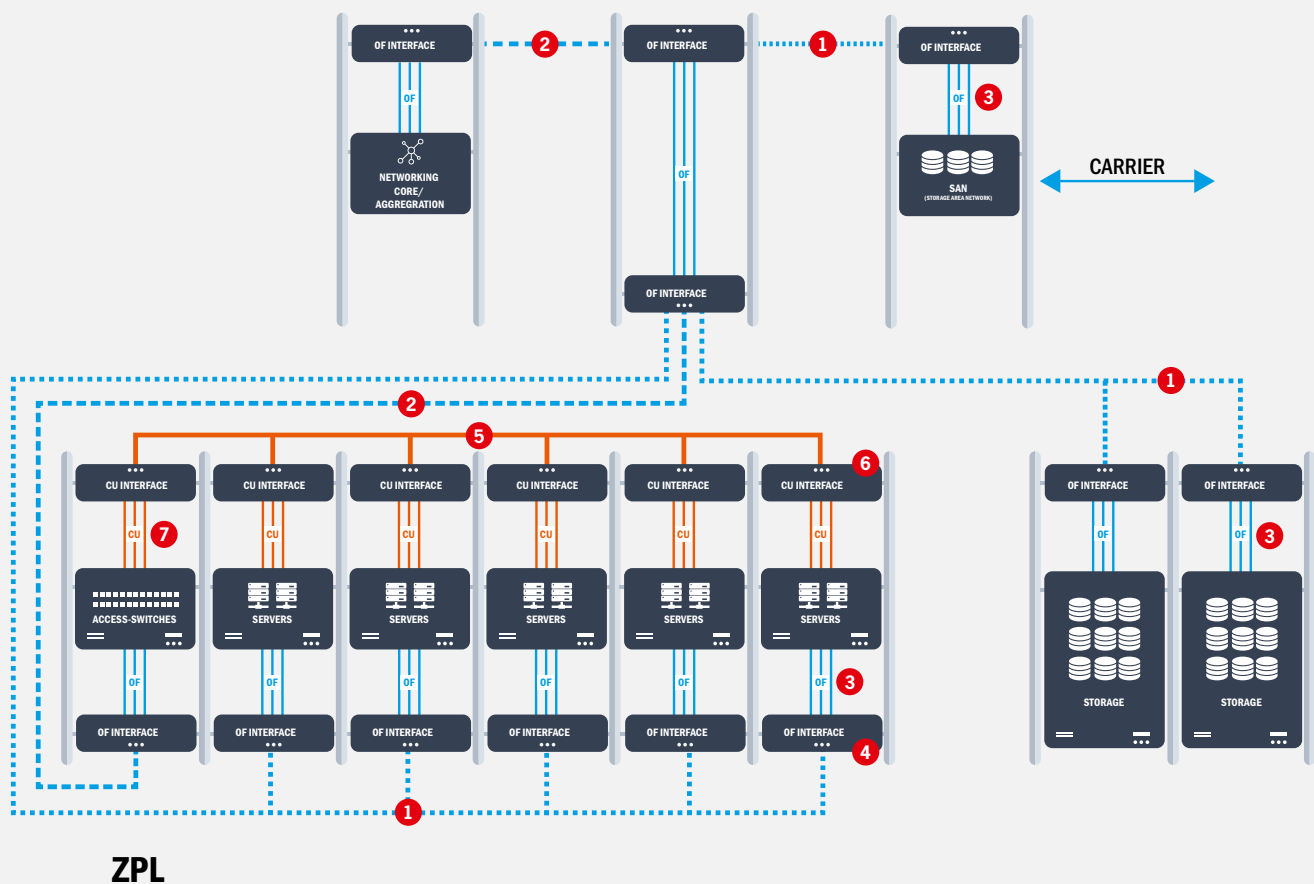 OF INTERFACE
2
OF INTERFACE
1
OF INTERFACE
OF
OF
3
NETWORKING
CORE/
AGGREGRATION
OF
SAN
(STORAGE AREA NETWORK)
CARRIER
OF INTERFACE
1
2
5
6
CU INTERFACE
CU INTERFACE
CU INTERFACE
CU INTERFACE
CU INTERFACE
CU INTERFACE
OF INTERFACE
OF INTERFACE
CU
7
CU
CU
CU
CU
CU
OF
OF
3
ACCESS-SWITCHES
SERVERS
SERVERS
SERVERS
SERVERS
SERVERS
OF
OF
OF
OF
OF
OF
3
STORAGE
STORAGE
OF INTERFACE
OF INTERFACE
OF INTERFACE
OF INTERFACE
OF INTERFACE
OF INTERFACE
4
1
ZPL